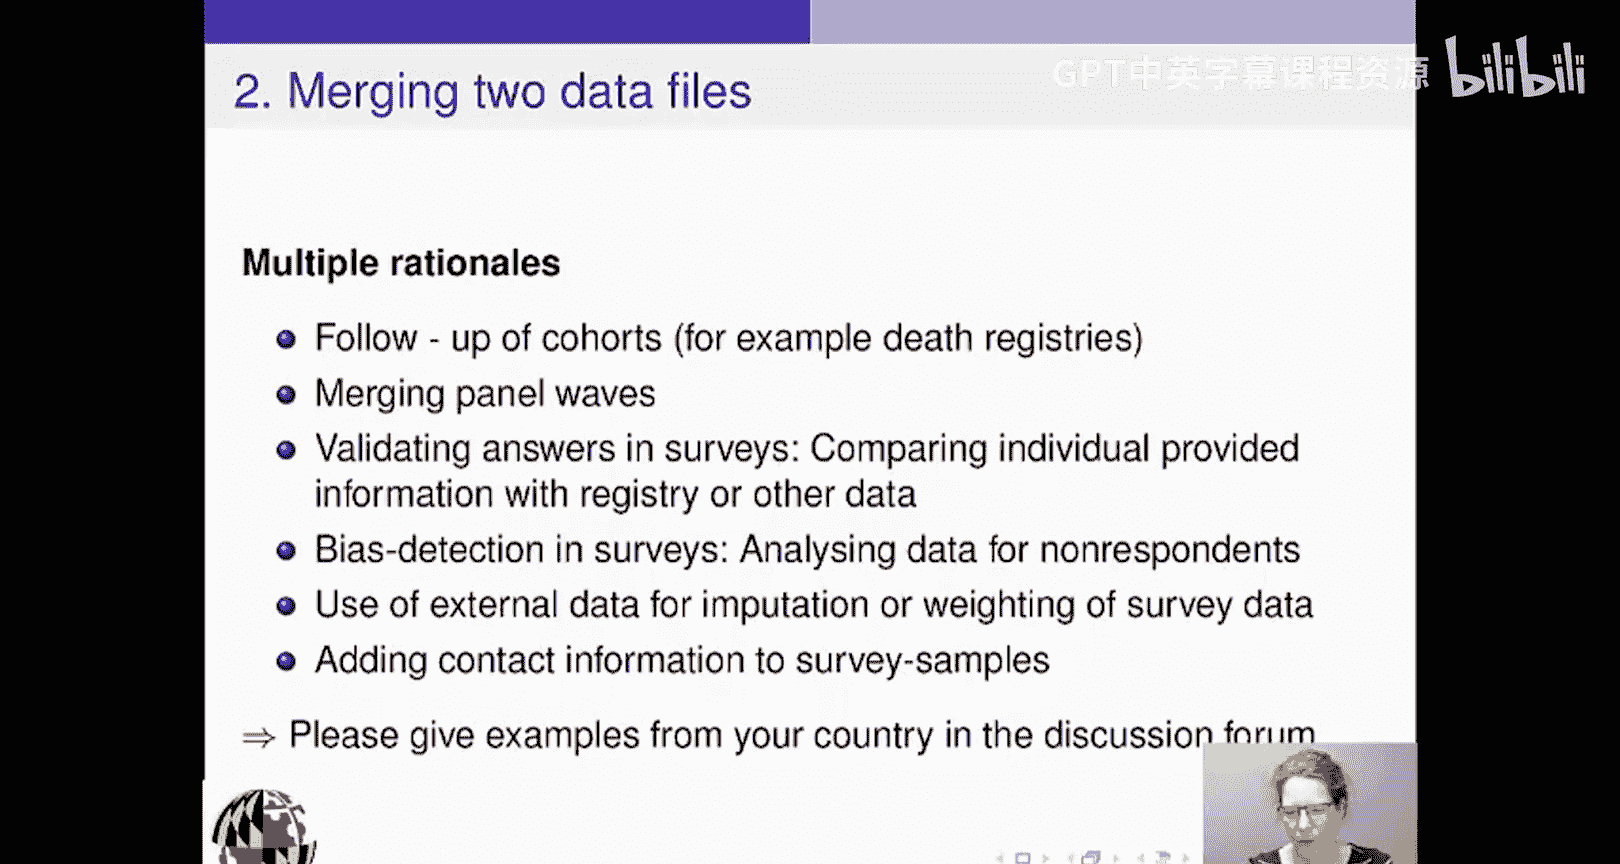 GPT中英字幕课程资源 bilibili
2. Merging two data files
Multiple rationales
Follow - up of cohorts (for example death registries)
Merging panel waves
Validating answers in surveys: Comparing individual provided
information with registry or other data
Bias-detection in surveys: Analysing data for nonrespondents
Use of external data for imputation or weighting of survey data
Adding contact information to survey-samples
⇒ Please give examples from your country in the discussion forum